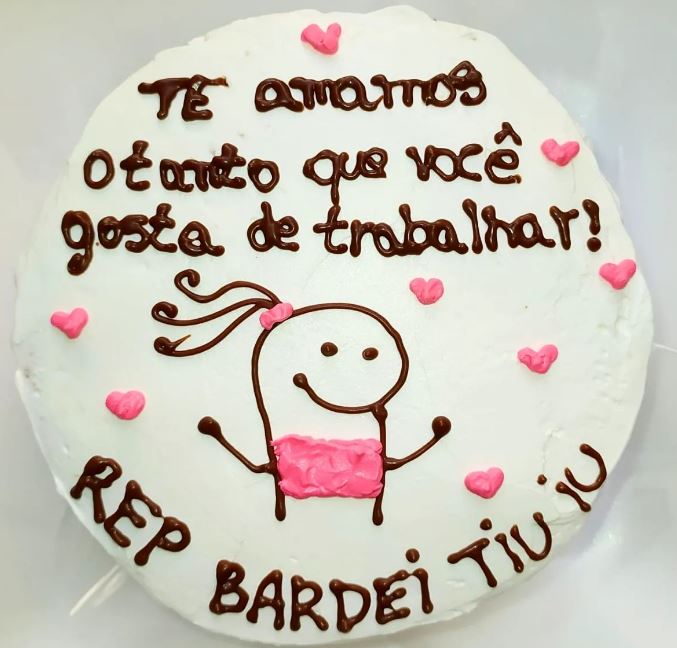 TE amamos
o tanto que você
gosta de trabalhar!
REP BARDEi TiU iU